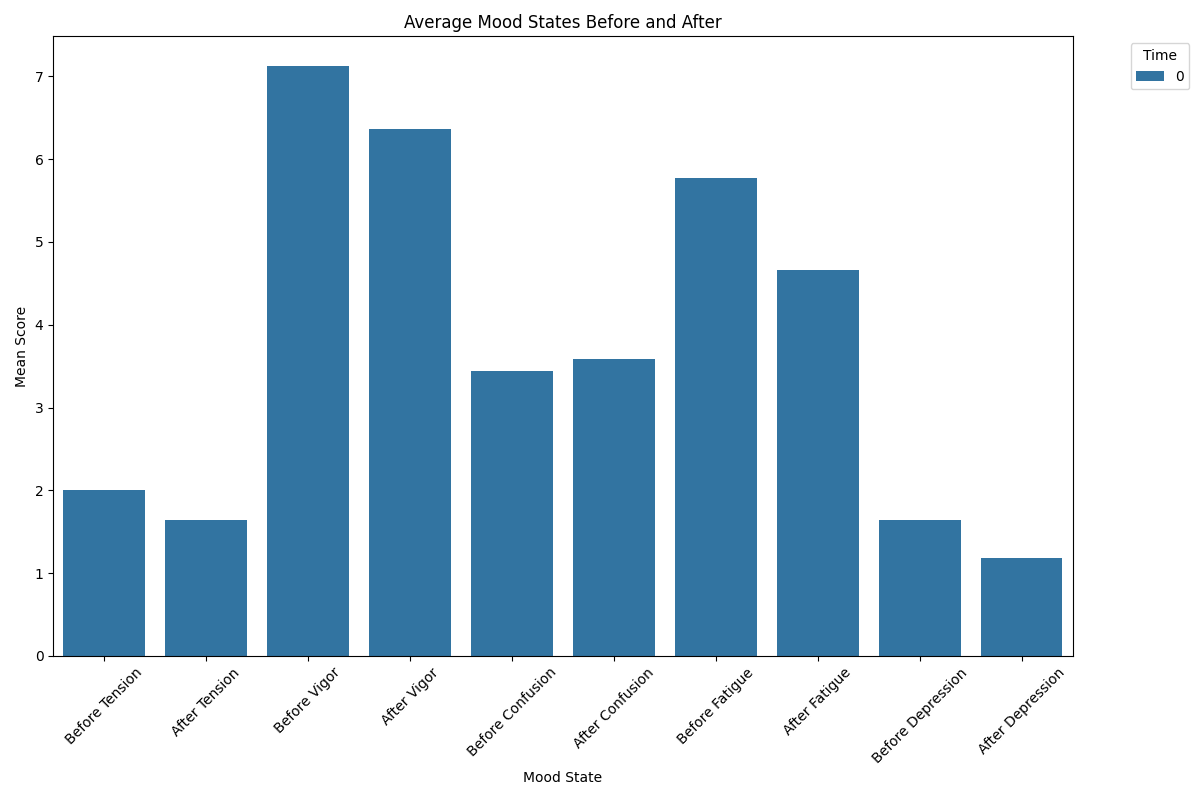 Average Mood States Before and After
Time
0
Mean Score
7
6
5
4
3
2
1
0
Before Tension
After Tension
Before Vigor
After Vigor
Before Confusion
After Confusion
Before Fatigue
After Fatigue
Before Depression
After Depression
Mood State